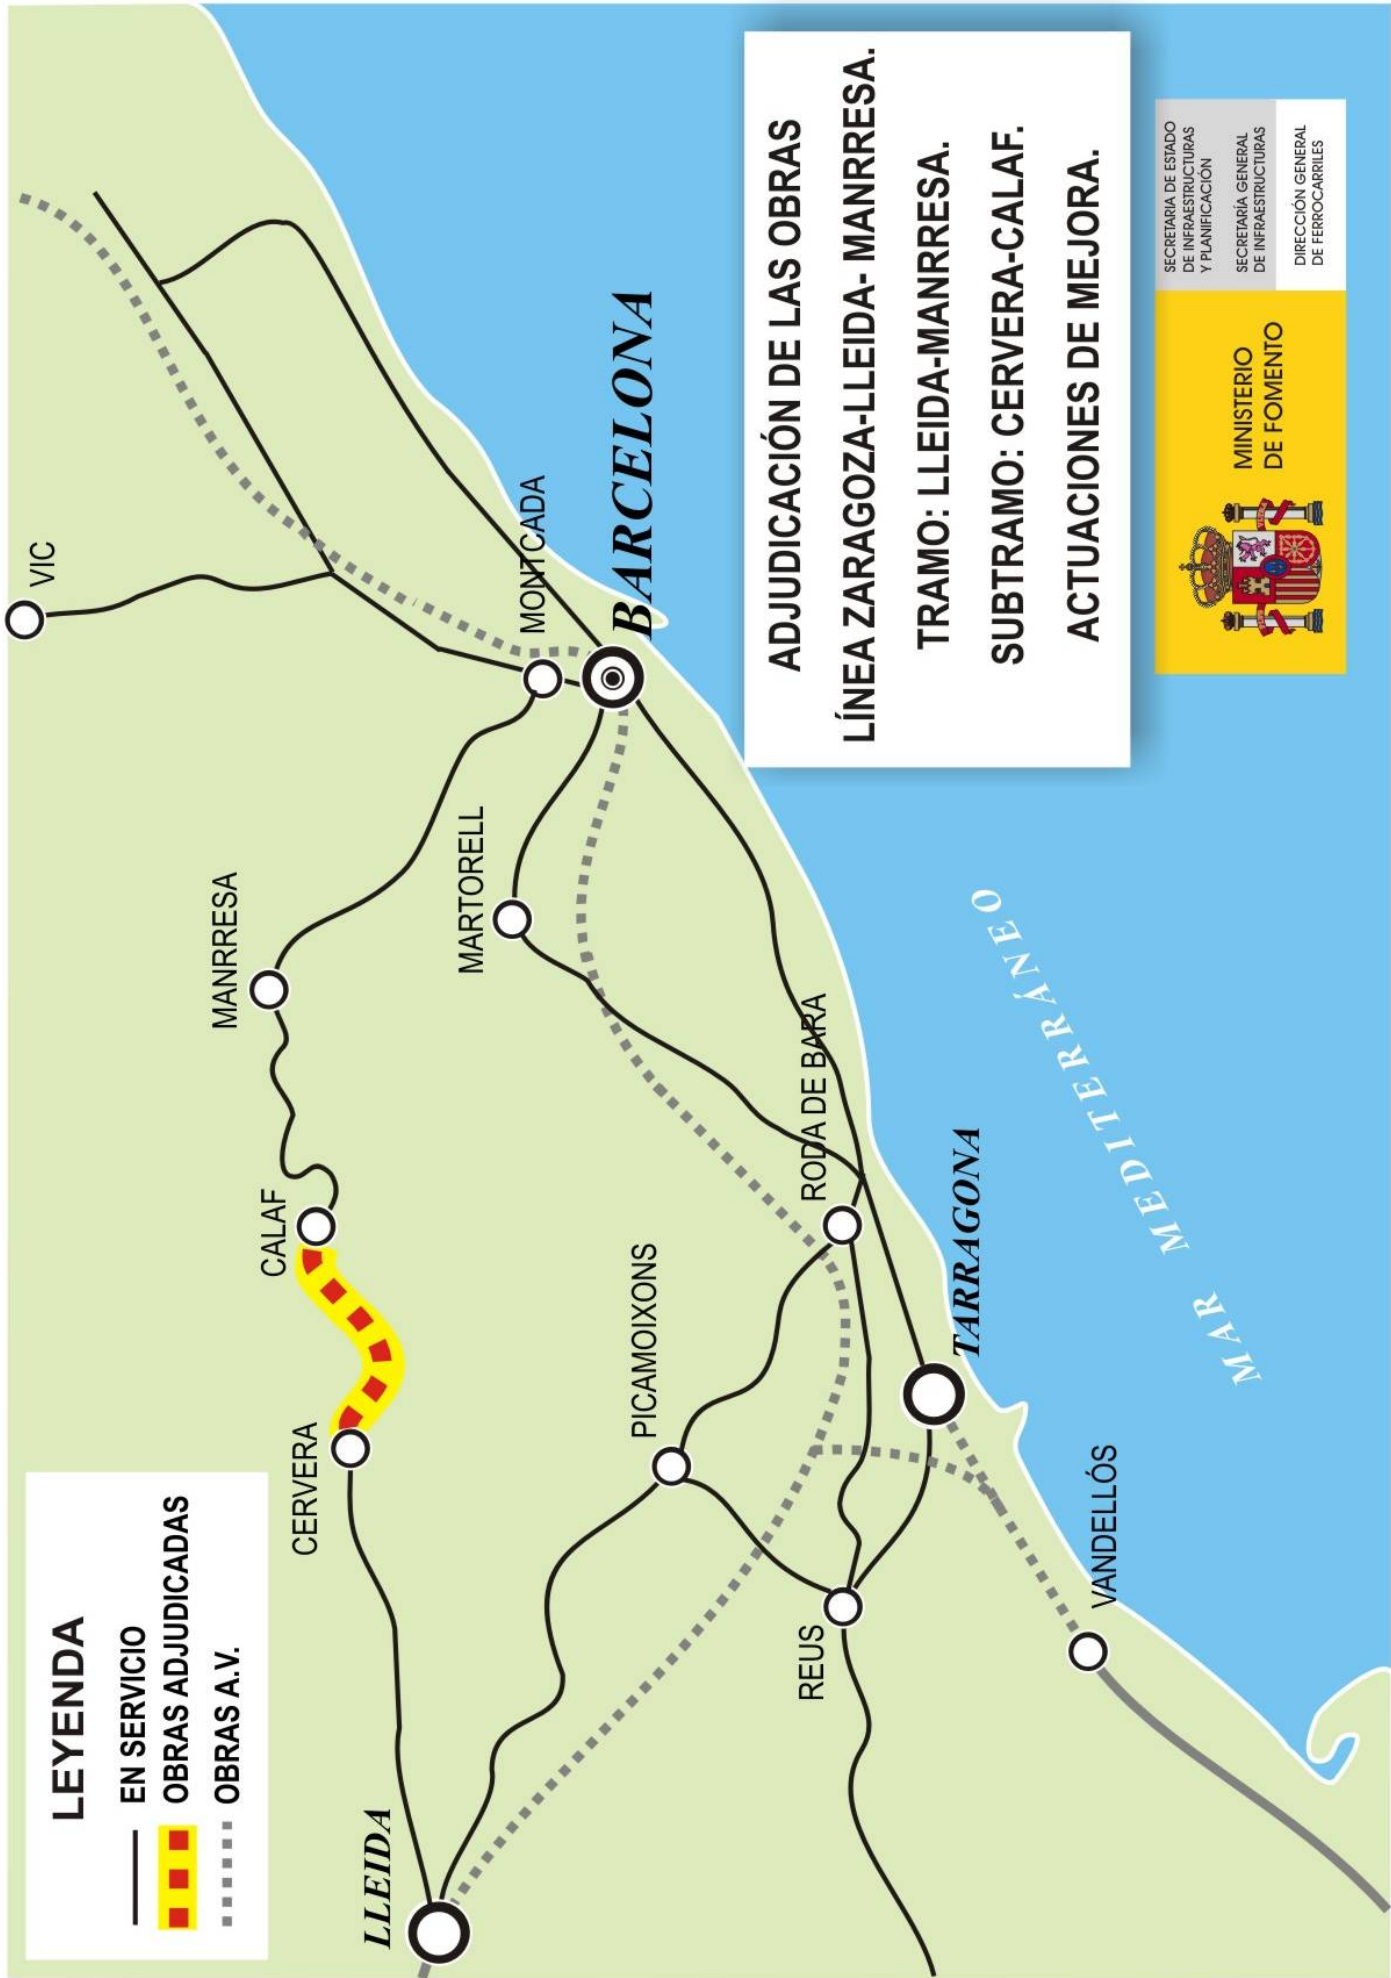 LEYENDA
EN SERVICIO
OBRAS ADJUDICADAS
OBRAS A.V.
VIC
MANRRESA
CALAF
CERVERA
LLEIDA
MONTCADA
BARCELONA
MARTORELL
PICAMOIXONS
RODA DE BARA
REUS
TARRAGONA
VANDELLÓS
MAR MEDITERRÁNEO
ADJUDICACIÓN DE LAS OBRAS
LÍNEA ZARAGOZA-LLEIDA- MANRRESA.
TRAMO: LLEIDA-MANRRESA.
SUBTRAMO: CERVERA-CALAF.
ACTUACIONES DE MEJORA.
MINISTERIO
DE FOMENTO
SECRETARIA DE ESTADO
DE INFRAESTRUCTURAS
Y PLANIFICACIÓN
SECRETARÍA GENERAL
DE INFRAESTRUCTURAS
DIRECCIÓN GENERAL
DE FERROCARRILES